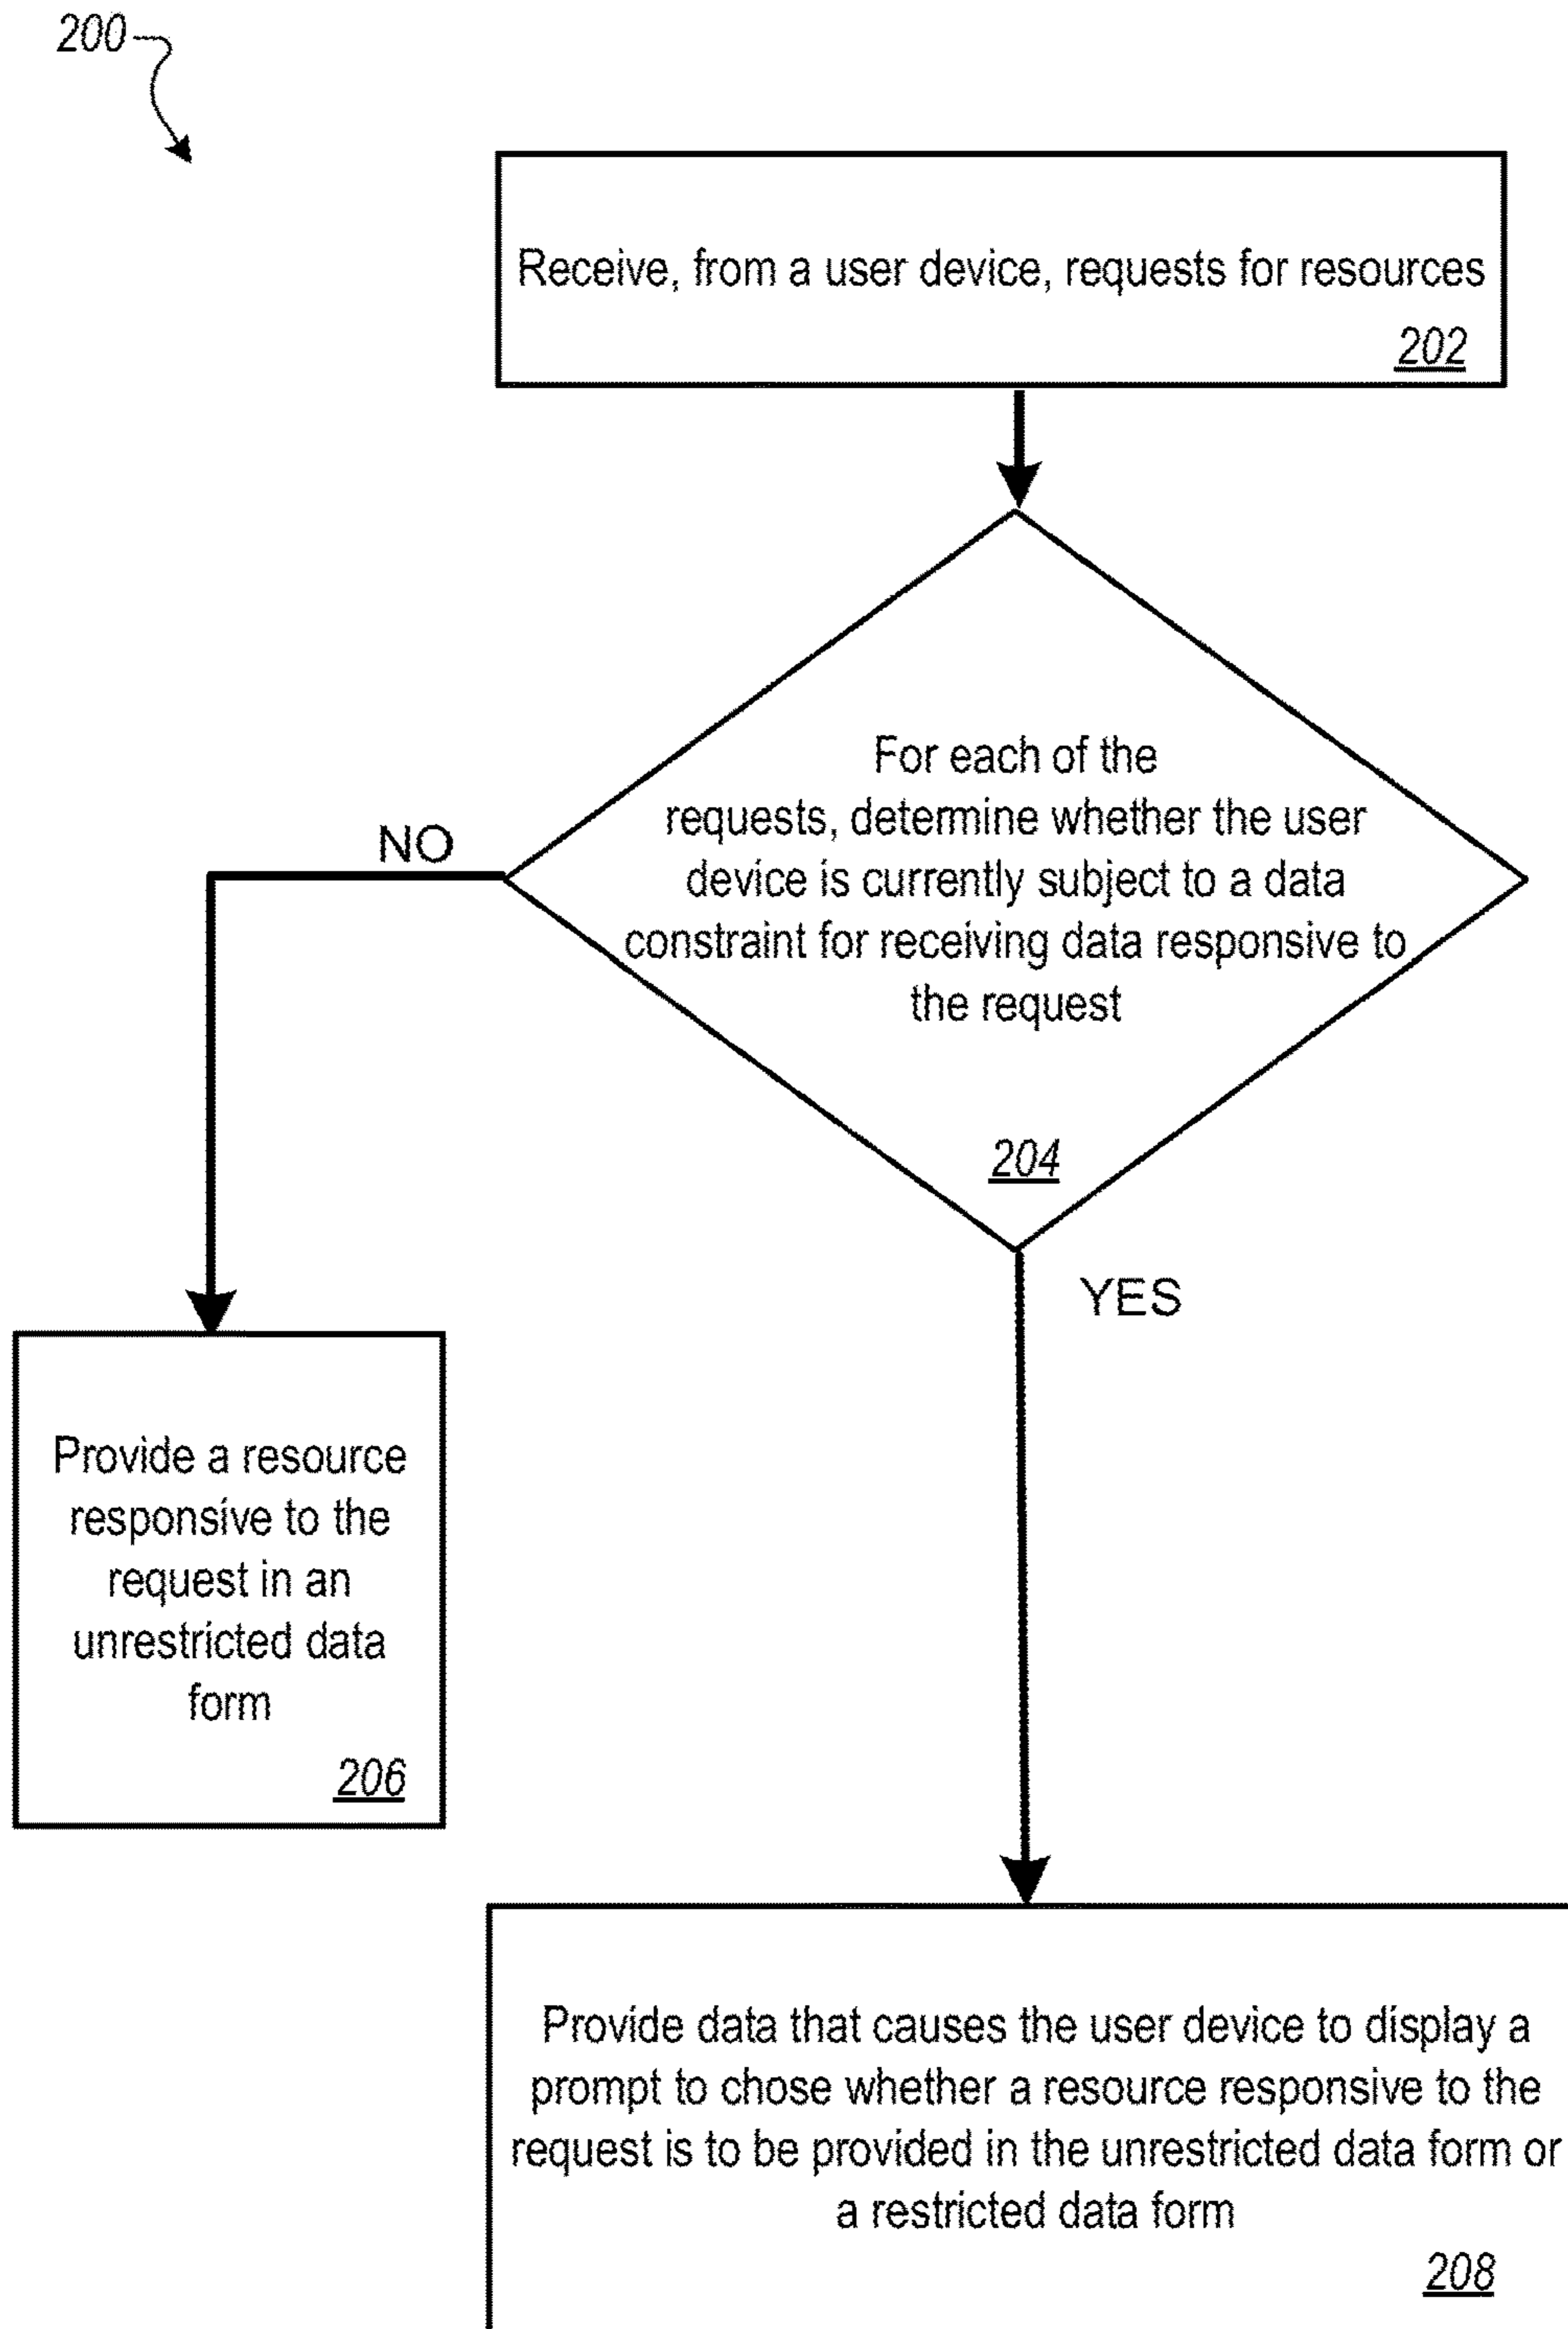 200
Receive, from a user device, requests for resources
202
For each of the
requests, determine whether the user
device is currently subject to a data
constraint for receiving data responsive to
the request
204
NO
YES
Provide a resource
responsive to the
request in an
unrestricted data
form
206
Provide data that causes the user device to display a
prompt to chose whether a resource responsive to the
request is to be provided in the unrestricted data form or
a restricted data form
208